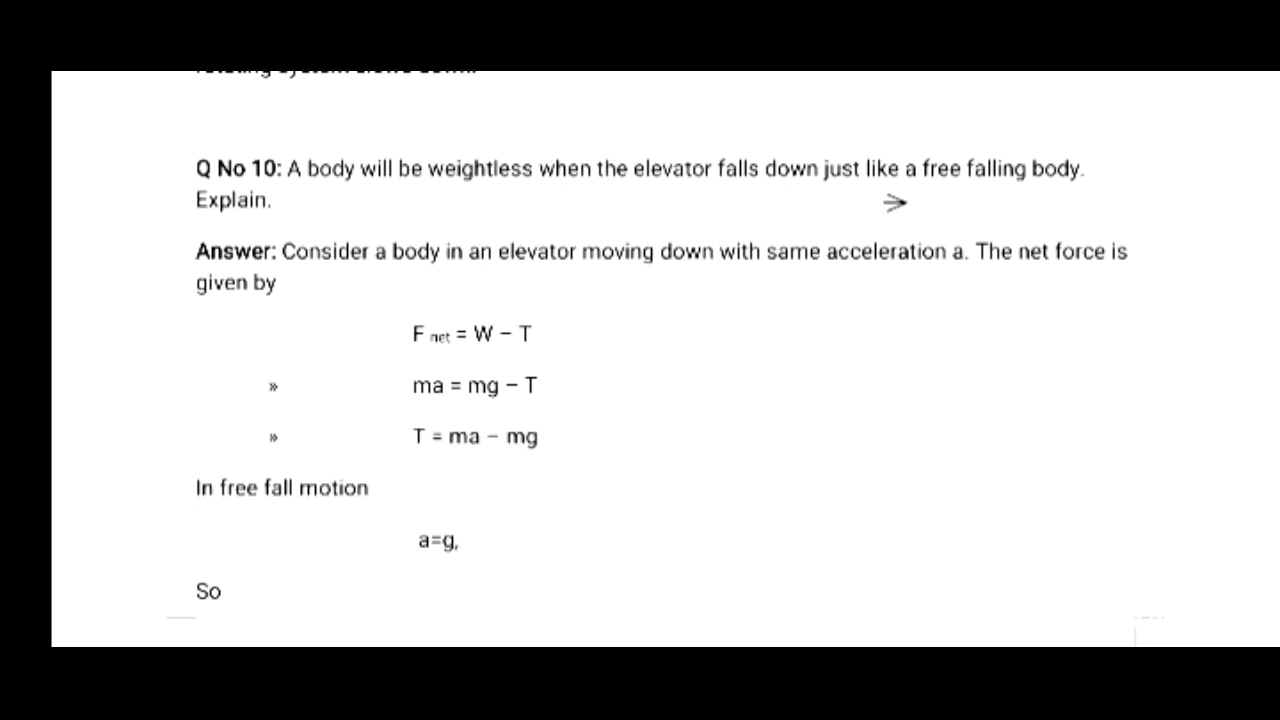 Q No 10: A body will be weightless when the elevator falls down just like a free falling body.
Explain.
Answer: Consider a body in an elevator moving down with same acceleration a. The net force is
given by
F net = W – T
» ma = mg – T
» T = ma – mg
In free fall motion
a=g,
So